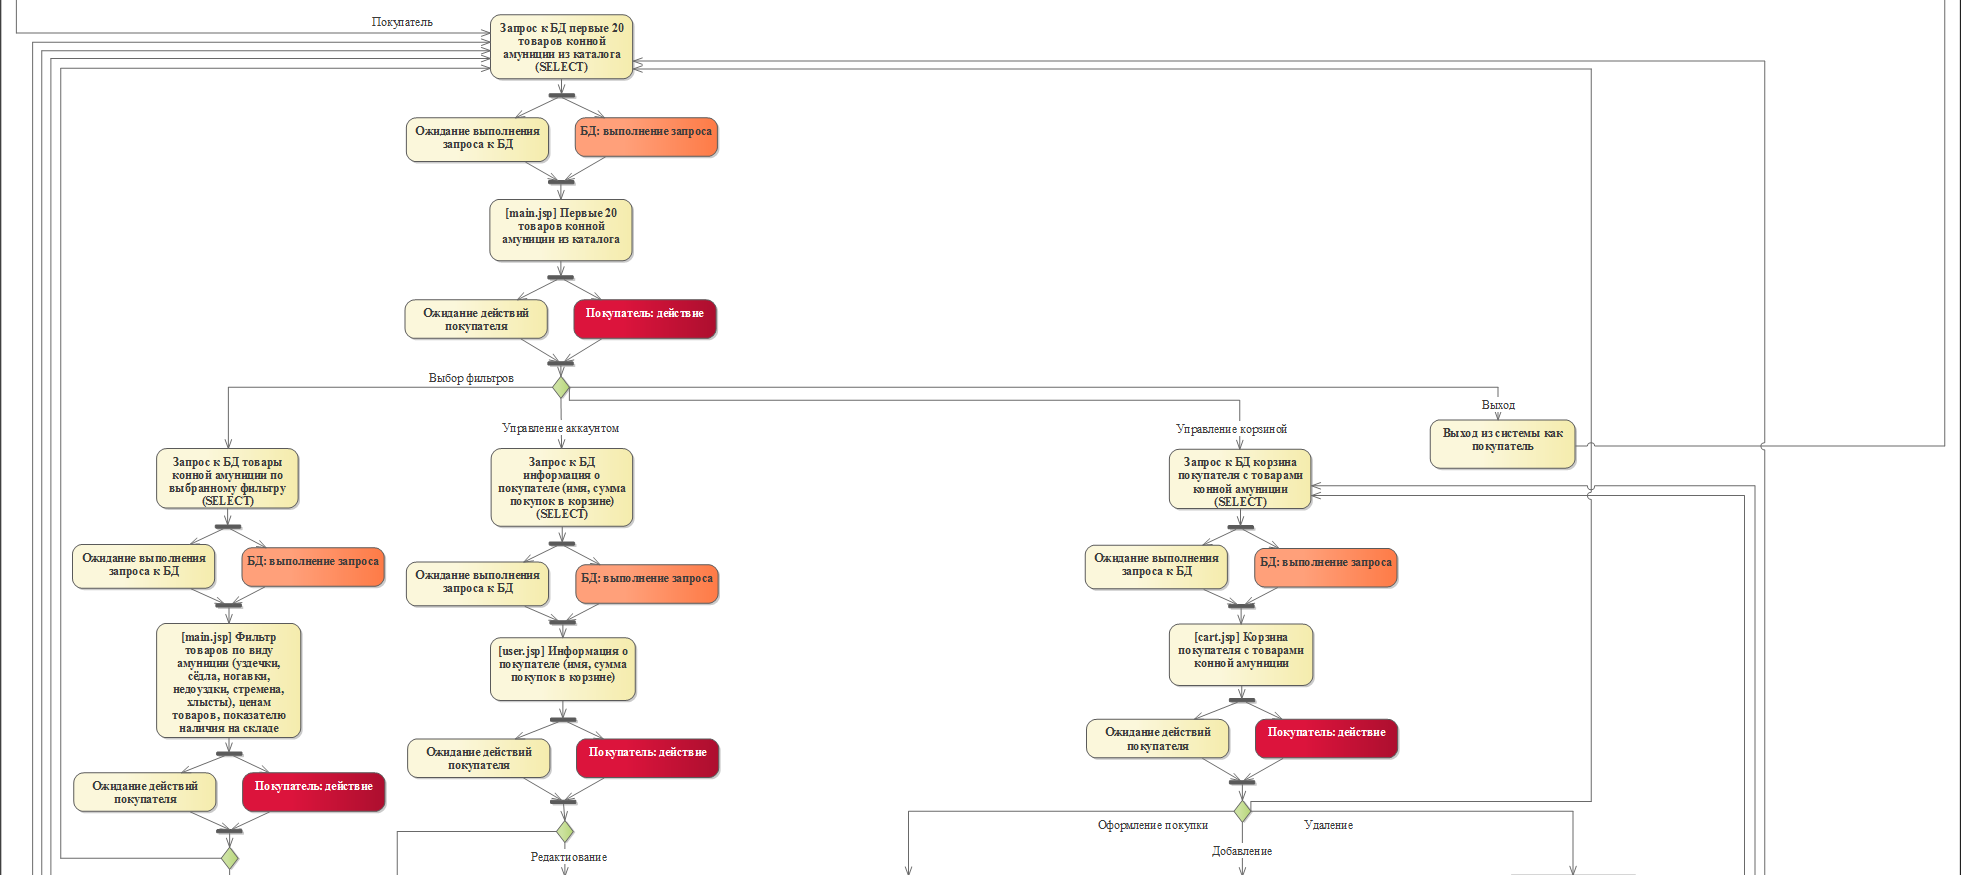 Покупатель
Запрос к БД первые 20
товаров конной
амуниции из каталога
(SELECT)
Ожидание выполнения
запроса к БД
БД: выполнение запроса
[main.jsp] Первые 20
товаров конной
амуниции из каталога
Ожидание действий
покупателя
Покупатель: действие
Выбор фильтров
Управление аккаунтом
Управление корзиной
Выход
Выход из системы как
покупатель
Запрос к БД товары
конной амуниции по
выбранному фильтру
(SELECT)
Ожидание выполнения
запроса к БД
БД: выполнение запроса
[main.jsp] Фильтр
товаров по виду
амуниции (уздечки,
сёдла, ногавки,
недоуздки, стремена,
хлысты), ценам
товаров, показателю
наличия на складе
Ожидание действий
покупателя
Покупатель: действие
Запрос к БД
информация о
покупателе (имя, сумма
покупок в корзине)
(SELECT)
Ожидание выполнения
запроса к БД
БД: выполнение запроса
[user.jsp] Информация о
покупателе (имя, сумма
покупок в корзине)
Ожидание действий
покупателя
Покупатель: действие
Редактиование
Запрос к БД корзина
покупателя с товарами
конной амуниции
(SELECT)
Ожидание выполнения
запроса к БД
БД: выполнение запроса
[cart.jsp] Корзина
покупателя с товарами
конной амуниции
Ожидание действий
покупателя
Покупатель: действие
Оформление покупки
Удаление
Добавление